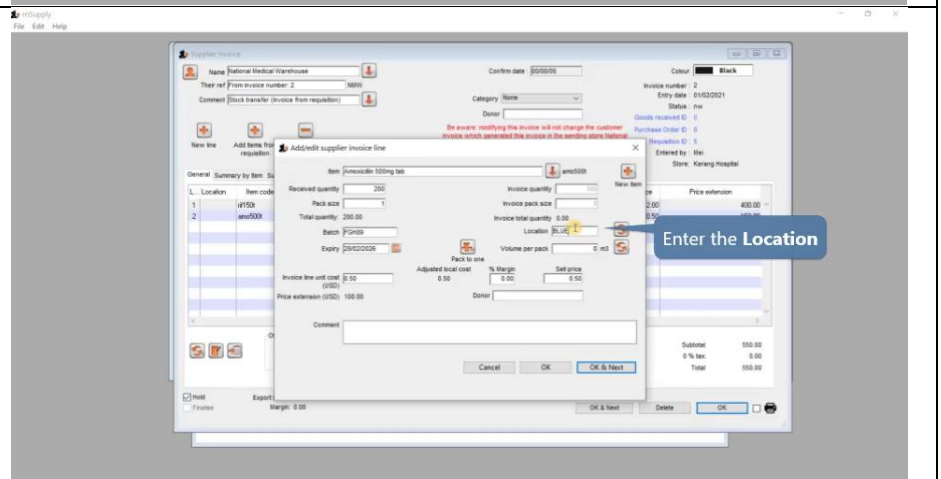 mSupply
File Edit Help
Supplier Invoice
Name National Medical Warehouse
Confirm date: 00/00/00
Colour Black
Their ref From invoice number: 2 NMW
Invoice number: 2
Comment Stock transfer (invoice from requisition)
Category None
Entry date: 01/02/2021
Status: nw
Donor
Goods received ID: 0
Be aware: modifying this invoice will not change the customer
invoice which generated this invoice in the sending store National
Purchase Order ID: 0
Requisition ID: 5
Entered by: Mei
Store: Kerang Hospital
New line Add items from
requisition
General Summary by Item Su
L... Location Item code
Price extension
1 rif150t 2.00 400.00
2 amo500t 0.50
Add/edit supplier invoice line
Item Amoxicillin 500mg tab amo500t
New item
Received quantity 200 Invoice quantity
Pack size 1 Invoice pack size
Total quantity: 200.00 Invoice total quantity 0.00
Batch FGH09 Location BLUE
Expiry 28/02/2026 Volume per pack 0 m3
Pack to one
Invoice line unit cost
(USD) 0.50
Adjusted local cost 0.50
% Margin 0.00
Sell price 0.50
Price extension (USD) 100.00 Donor
Comment
Cancel OK OK & Next
Enter the Location
Subtotal: 550.00
0 % tax: 0.00
Total 550.00
Hold
Export
Finalise
Margin: 0.00
OK & Next Delete OK